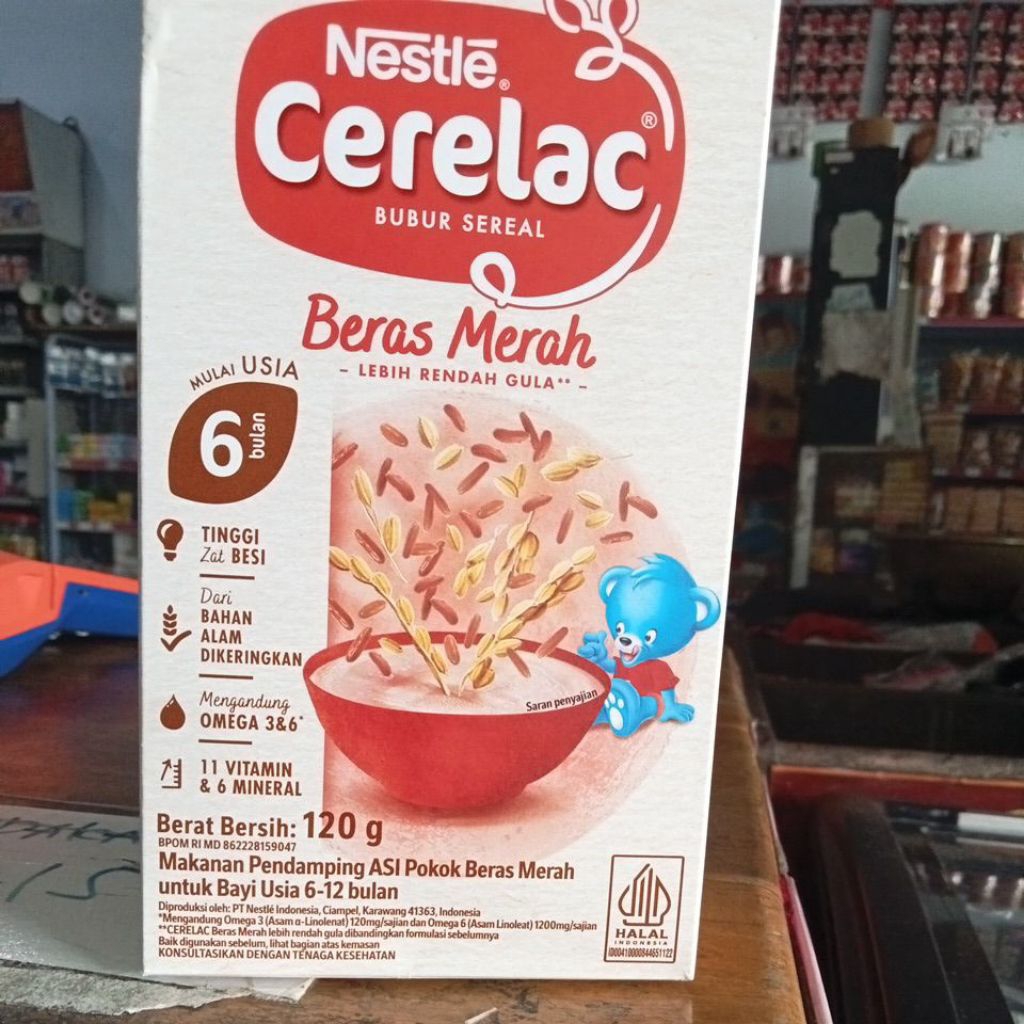 Nestlé®
Cerelac®
BUBUR SEREAL
Beras Merah
- LEBIH RENDAH GULA** -
MULAI USIA
6 bulan
TINGGI
Zat BESI
Dari
BAHAN
ALAM
DIKERINGKAN
Mengandung
OMEGA 3&6*
11 VITAMIN
& 6 MINERAL
Saran penyajian
Berat Bersih: 120 g
BPOM RI MD 862228159047
Makanan Pendamping ASI Pokok Beras Merah
untuk Bayi Usia 6-12 bulan
Diproduksi oleh: PT Nestlé Indonesia, Ciampel, Karawang 41363, Indonesia
*Mengandung Omega 3 (Asam α-Linolenat) 120mg/sajian dan Omega 6 (Asam Linoleat) 1200mg/sajian
**CERELAC Beras Merah lebih rendah gula dibandingkan formulasi sebelumnya
Baik digunakan sebelum, lihat bagian atas kemasan
KONSULTASIKAN DENGAN TENAGA KESEHATAN
HALAL
INDONESIA
ID00410000844651122